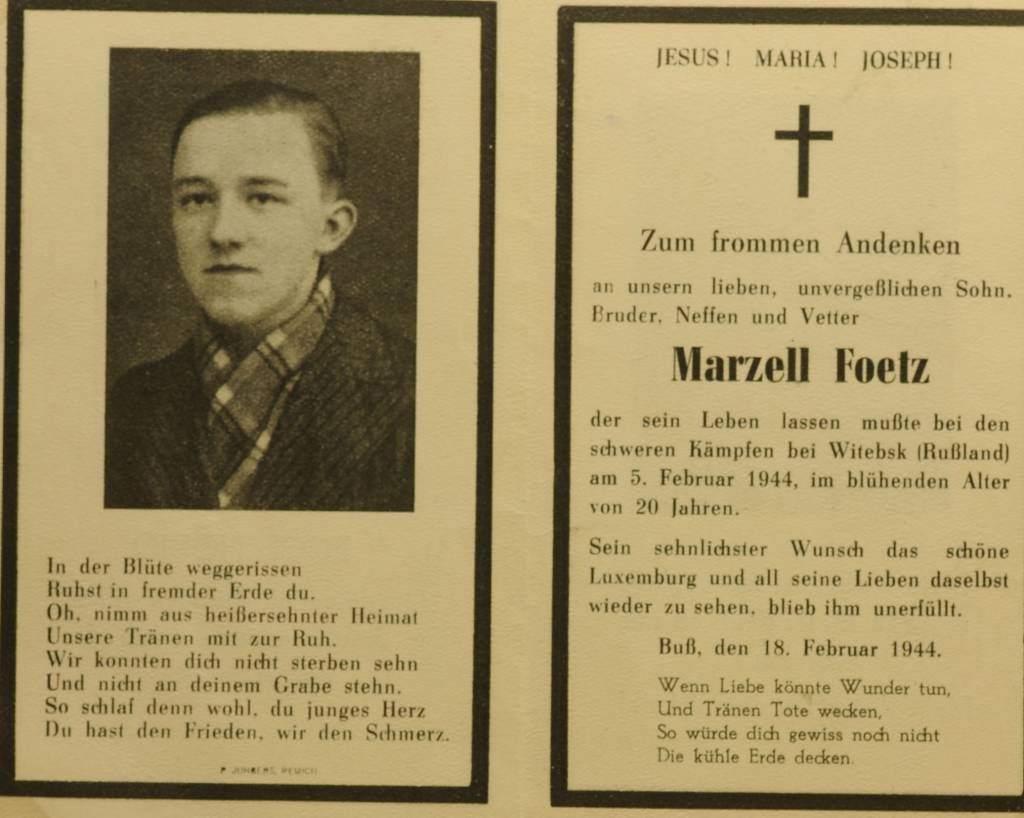 In der Blüte weggerissen
Ruhst in fremder Erde du.
Oh, nimm aus heißersehnter Heimat
Unsere Tränen mit zur Ruh.
Wir konnten dich nicht sterben sehn
Und nicht an deinem Grabe stehn.
So schlaf denn wohl, du junges Herz
Du hast den Frieden, wir den Schmerz.
P JUNBERS, REMICH
JESUS! MARIA! JOSEPH!
Zum frommen Andenken
an unsern lieben, unvergeßlichen Sohn.
Bruder, Neffen und Vetter
Marzell Foetz
der sein Leben lassen mußte bei den
schweren Kämpfen bei Witebsk (Rußland)
am 5. Februar 1944, im blühenden Alter
von 20 Jahren.
Sein sehnlichster Wunsch das schöne
Luxemburg und all seine Lieben daselbst
wieder zu sehen, blieb ihm unerfüllt.
Buß, den 18. Februar 1944.
Wenn Liebe könnte Wunder tun,
Und Tränen Tote wecken,
So würde dich gewiss noch nicht
Die kühle Erde decken.